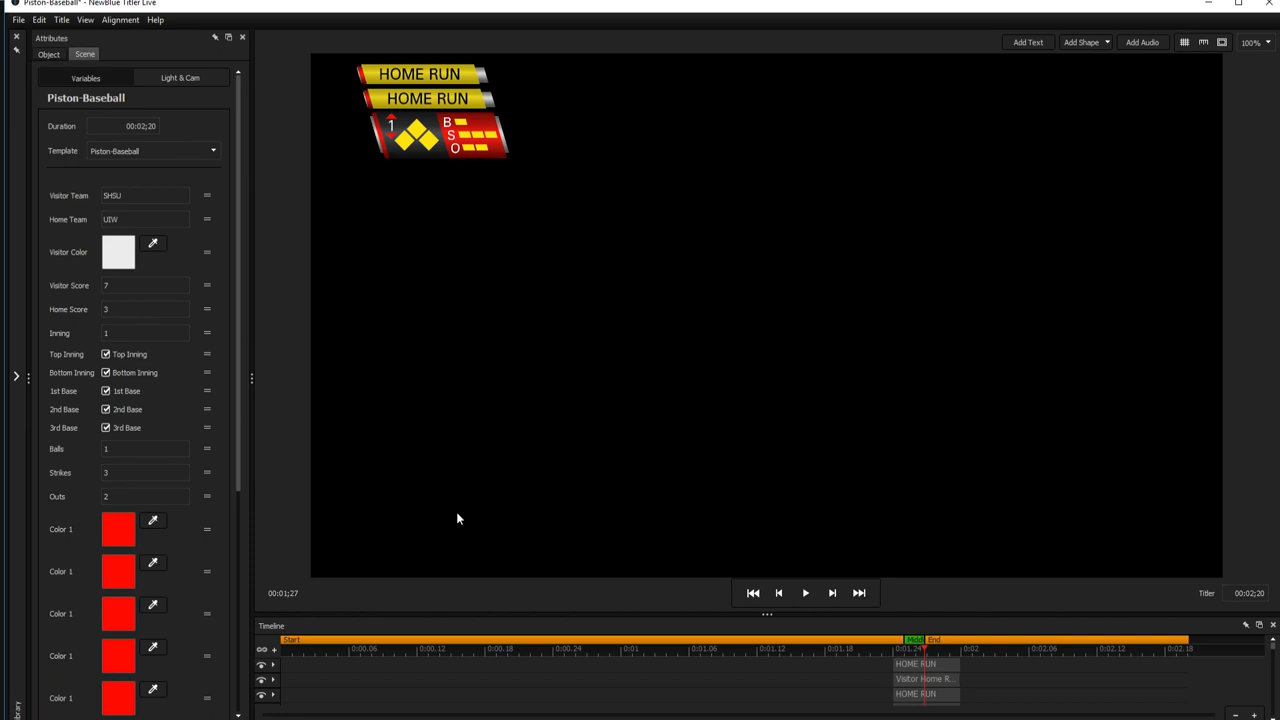 Piston-Baseball* - NewBlue Titler Live
File Edit Title View Alignment Help
Attributes
Object Scene
Variables Light & Cam
Piston-Baseball
Duration 00:02;20
Template Piston-Baseball
Visitor Team SHSU
Home Team UIW
Visitor Color
Visitor Score 7
Home Score 3
Inning 1
Top Inning Top Inning
Bottom Inning Bottom Inning
1st Base 1st Base
2nd Base 2nd Base
3rd Base 3rd Base
Balls 1
Strikes 3
Outs 2
Color 1
Color 1
Color 1
Color 1
Color 1
Library
Add Text Add Shape Add Audio 100%
HOME RUN
HOME RUN
1 B
S
O
00:01;27 Titler 00:02;20
Timeline
Start Midd End
0:00.06 0:00.12 0:00.18 0:00.24 0:01 0:01.06 0:01.12 0:01.18 0:01.24 0:02 0:02.06 0:02.12 0:02.18
HOME RUN
Visitor Home R...
HOME RUN